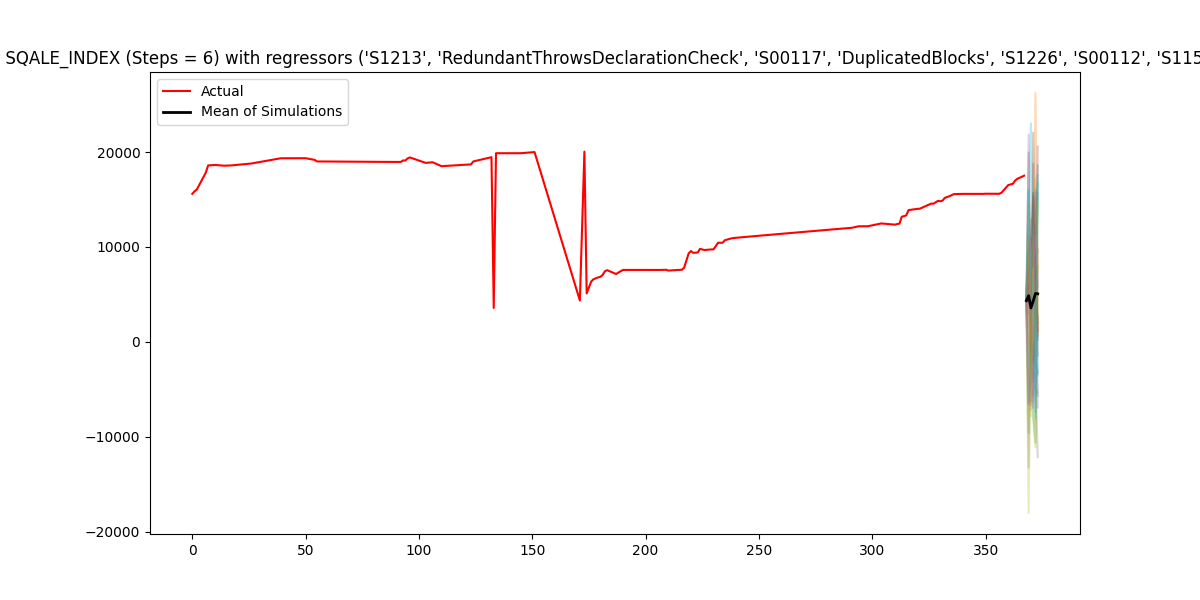 SQALE_INDEX (Steps = 6) with regressors ('S1213', 'RedundantThrowsDeclarationCheck', 'S00117', 'DuplicatedBlocks', 'S1226', 'S00112', 'S115
Actual
Mean of Simulations
20000
10000
0
−10000
−20000
0 50 100 150 200 250 300 350